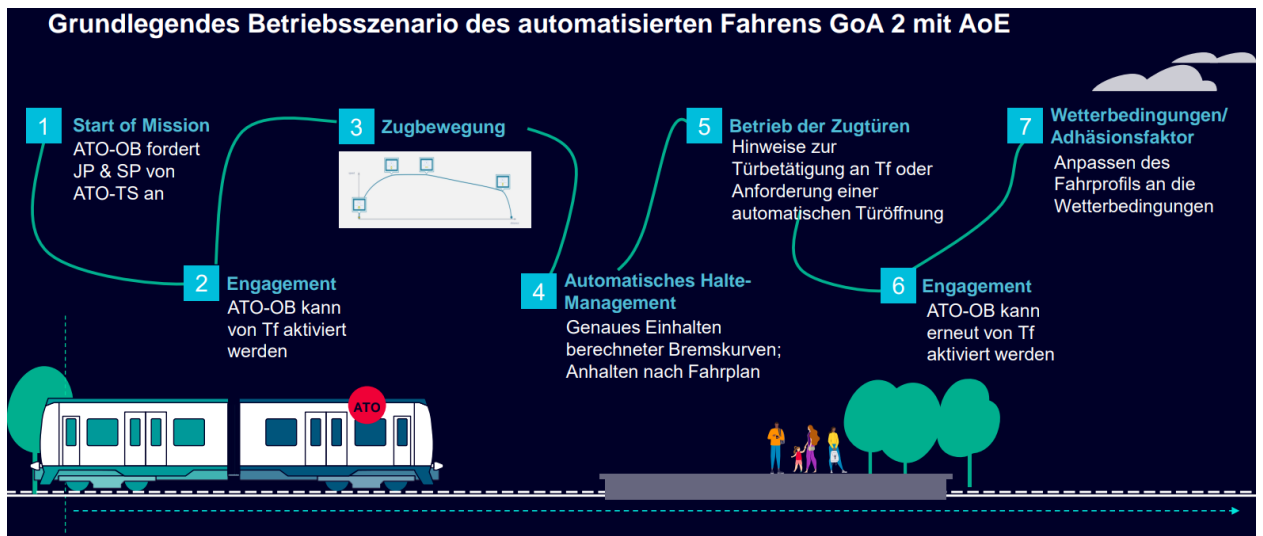 Grundlegendes Betriebsszenario des automatisierten Fahrens GoA 2 mit AoE
1
Start of Mission
ATO-OB fordert
JP & SP von
ATO-TS an
2
Engagement
ATO-OB kann
von Tf aktiviert
werden
3
Zugbewegung
4
Automatisches Halte-
Management
Genaues Einhalten
berechneter Bremskurven;
Anhalten nach Fahrplan
5
Betrieb der Zugtüren
Hinweise zur
Türbetätigung an Tf oder
Anforderung einer
automatischen Türöffnung
6
Engagement
ATO-OB kann
erneut von Tf
aktiviert werden
7
Wetterbedingungen/
Adhäsionsfaktor
Anpassen des
Fahrprofils an die
Wetterbedingungen
ATO